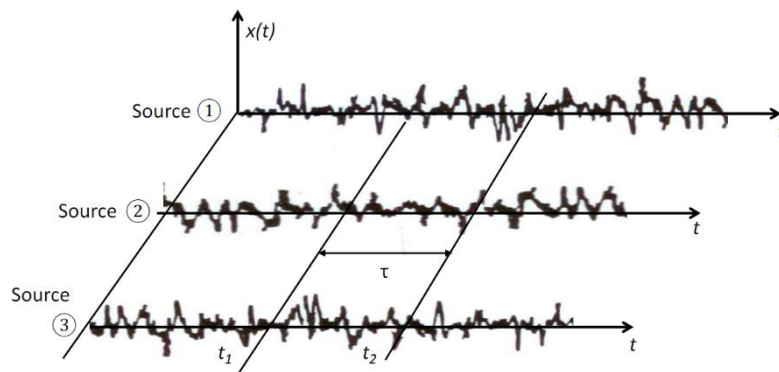 x(t)
Source ①
Source ②
t
τ
Source
③
t₁
t₂
t